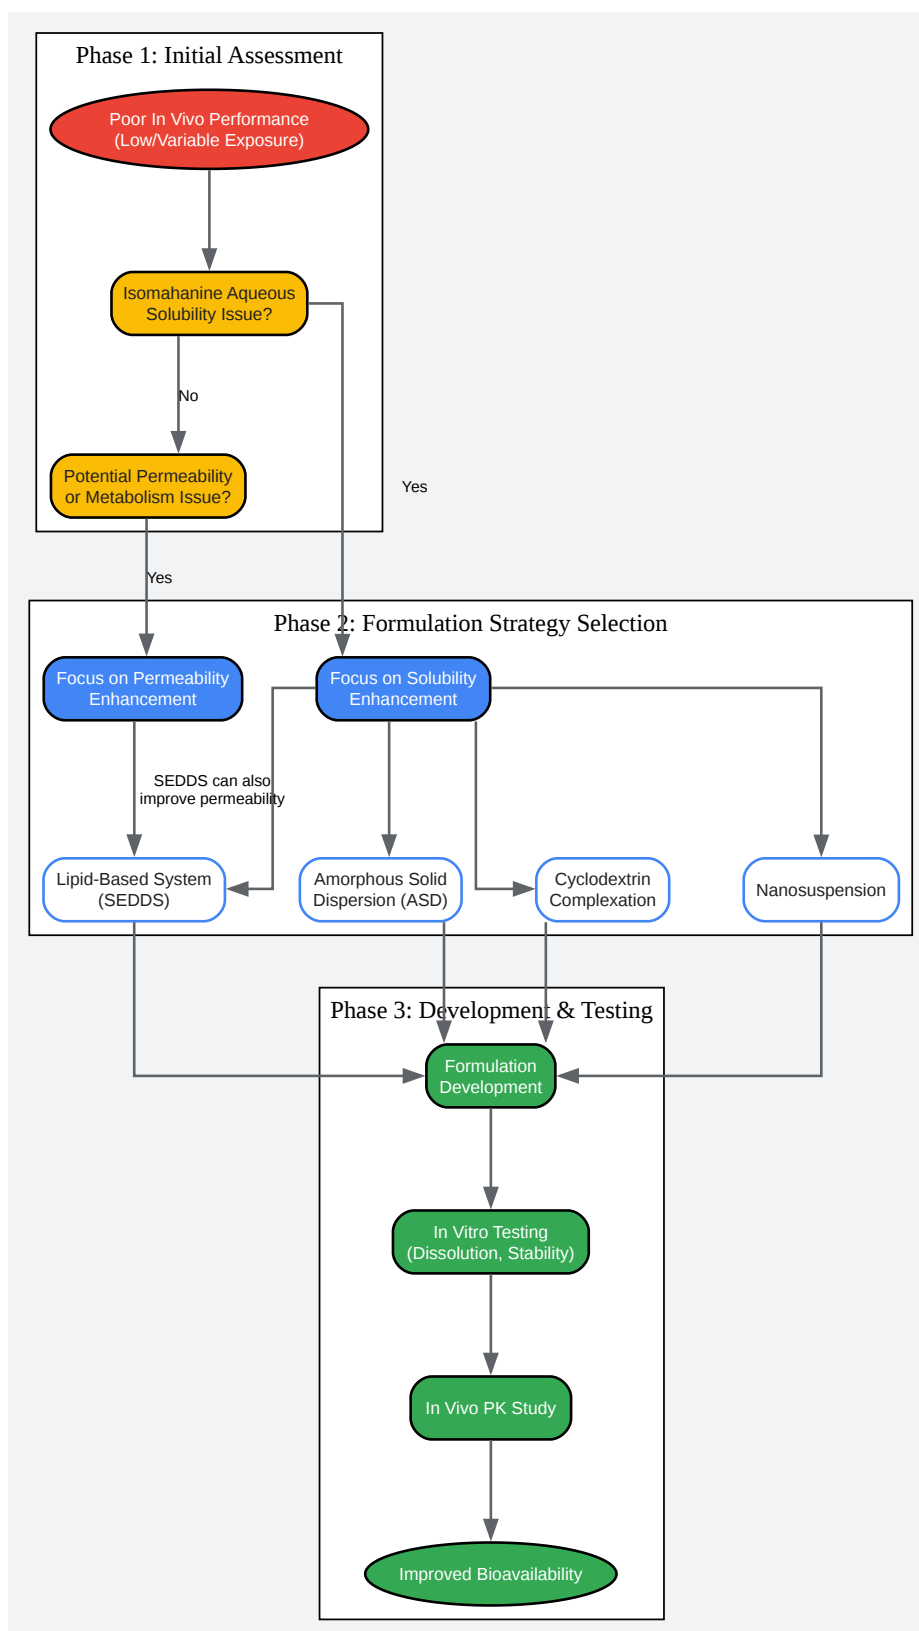 Phase 1: Initial Assessment
Poor In Vivo Performance
(Low/Variable Exposure)
Isomahanine Aqueous
Solubility Issue?
No
Potential Permeability
or Metabolism Issue?
Yes
Yes
Phase 2: Formulation Strategy Selection
Focus on Permeability
Enhancement
Focus on Solubility
Enhancement
SEDDS can also
improve permeability
Lipid-Based System
(SEDDS)
Amorphous Solid
Dispersion (ASD)
Cyclodextrin
Complexation
Nanosuspension
Phase 3: Development & Testing
Formulation
Development
In Vitro Testing
(Dissolution, Stability)
In Vivo PK Study
Improved Bioavailability